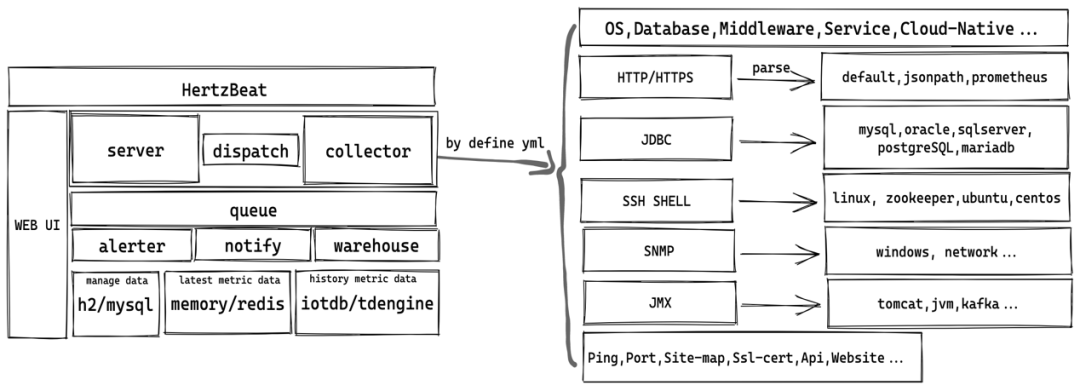 HertzBeat
WEB UI
server
dispatch
collector
queue
alerter
notify
warehouse
manage data
h2/mysql
latest metric data
memory/redis
history metric data
iotdb/tdengine
by define yml
OS,Database,Middleware,Service,Cloud-Native...
HTTP/HTTPS
parse
default,jsonpath,prometheus
JDBC
mysql,oracle,sqlserver,
postgreSQL,mariadb
SSH SHELL
linux, zookeeper,ubuntu,centos
SNMP
windows, network...
JMX
tomcat,jvm,kafka...
Ping,Port,Site-map,Ssl-cert,Api,Website...